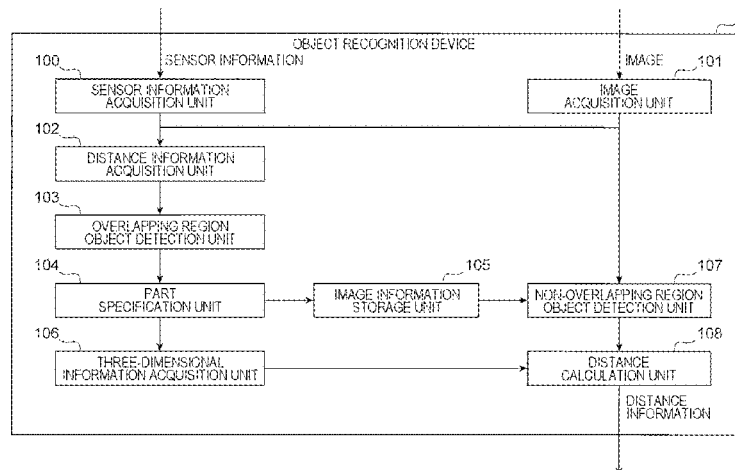 OBJECT RECOGNITION DEVICE
SENSOR INFORMATION
IMAGE
100
101
SENSOR INFORMATION
ACQUISITION UNIT
IMAGE
ACQUISITION UNIT
102
DISTANCE INFORMATION
ACQUISITION UNIT
103
OVERLAPPING REGION
OBJECT DETECTION UNIT
104
105
107
PART
SPECIFICATION UNIT
IMAGE INFORMATION
STORAGE UNIT
NON-OVERLAPPING REGION
OBJECT DETECTION UNIT
106
108
THREE-DIMENSIONAL
INFORMATION ACQUISITION UNIT
DISTANCE
CALCULATION UNIT
DISTANCE
INFORMATION